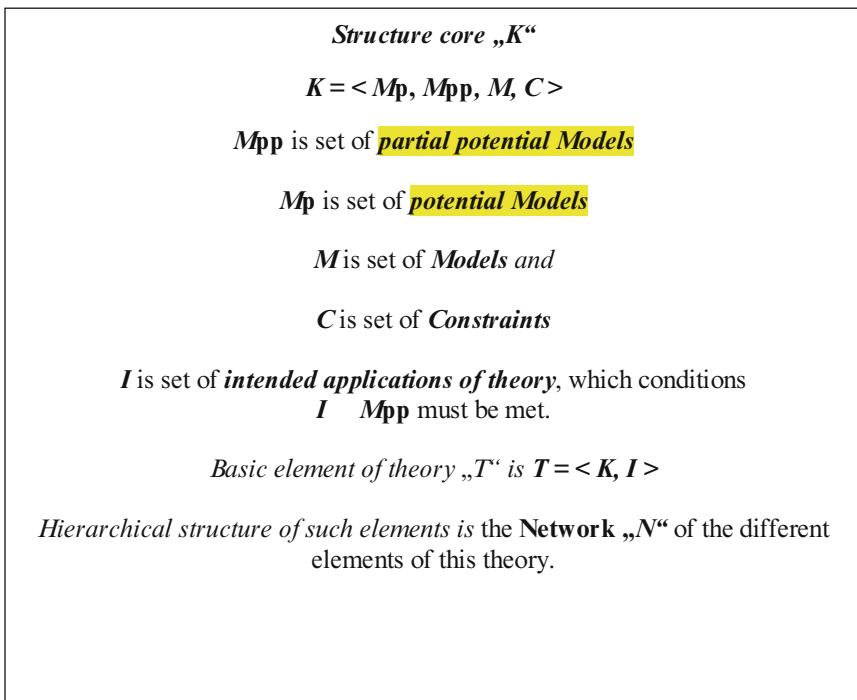 Structure core „K“
K = < Mp, Mpp, M, C >
Mpp is set of partial potential Models
Mp is set of potential Models
M is set of Models and
C is set of Constraints
I is set of intended applications of theory, which conditions
I Mpp must be met.
Basic element of theory „T“ is T = < K, I >
Hierarchical structure of such elements is the Network „N“ of the different
elements of this theory.